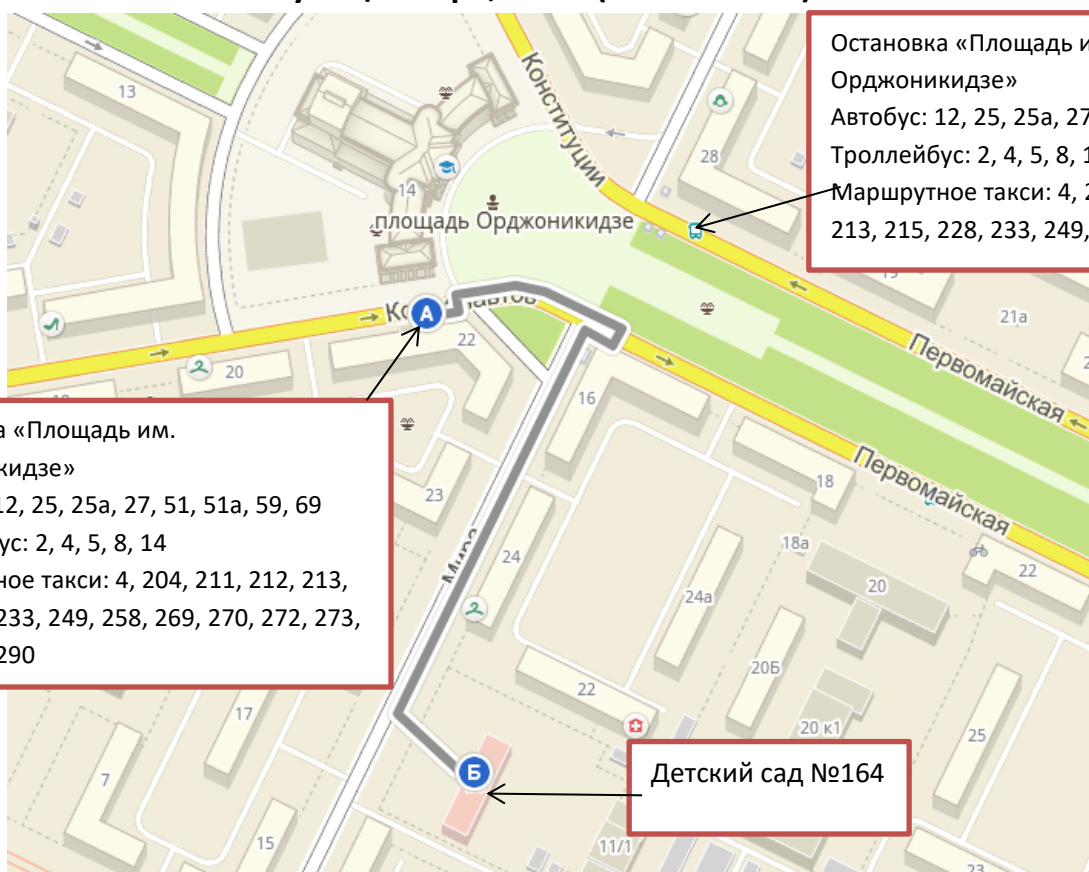 Остановка «Площадь и
Орджоникидзе»
Автобус: 12, 25, 25а, 27
Троллейбус: 2, 4, 5, 8, 1
Маршрутное такси: 4, 2
213, 215, 228, 233, 249,
13
Конституции
28
14
площадь Орджоникидзе
19
21а
А
22
20
16
Первомайская
а «Площадь им.
кидзе»
12, 25, 25а, 27, 51, 51а, 59, 69
ус: 2, 4, 5, 8, 14
ное такси: 4, 204, 211, 212, 213,
233, 249, 258, 269, 270, 272, 273,
290
23
18
Первомайская
Мира
24
18а
20
22
24а
20Б
22
20 к1
25
17
7
Б
Детский сад №164
15
11/1
23